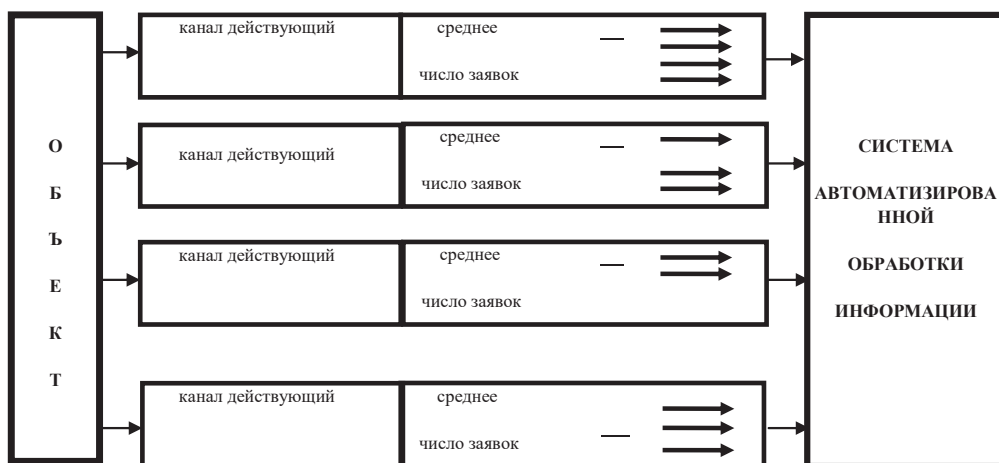 О
Б
Ъ
Е
К
Т
канал действующий
среднее
число заявок
канал действующий
среднее
число заявок
канал действующий
среднее
число заявок
канал действующий
среднее
число заявок
СИСТЕМА
АВТОМАТИЗИРОВА
ННОЙ
ОБРАБОТКИ
ИНФОРМАЦИИ